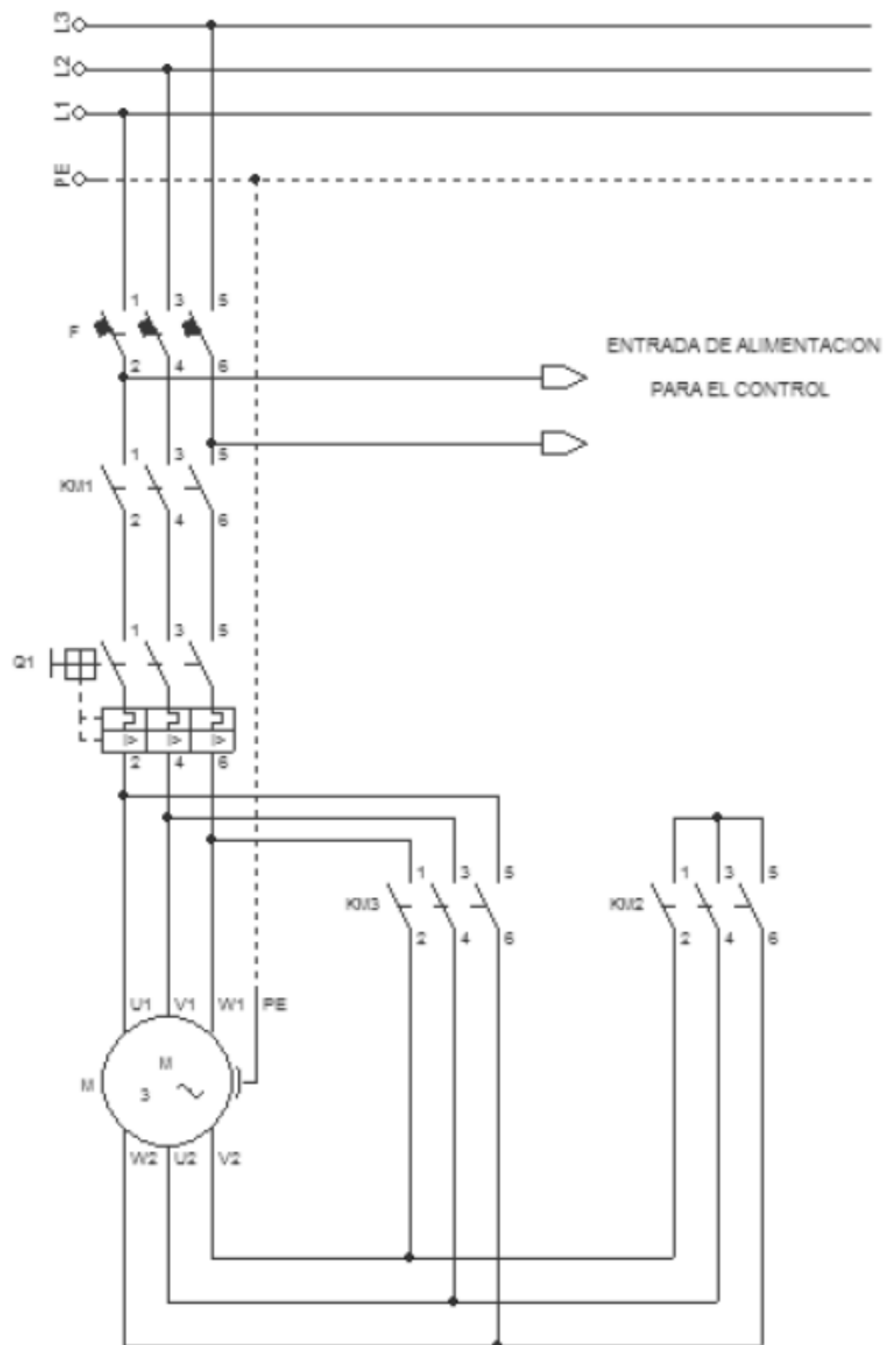 L3
L2
L1
PE
1 3 5
F
2 4 6
ENTRADA DE ALIMENTACION
PARA EL CONTROL
1 3 5
KM1
2 4 6
1 3 5
Q1
I> I> I>
2 4 6
1 3 5
KM3
2 4 6
1 3 5
KM2
2 4 6
U1 V1 W1 PE
M
M
3
W2 U2 V2